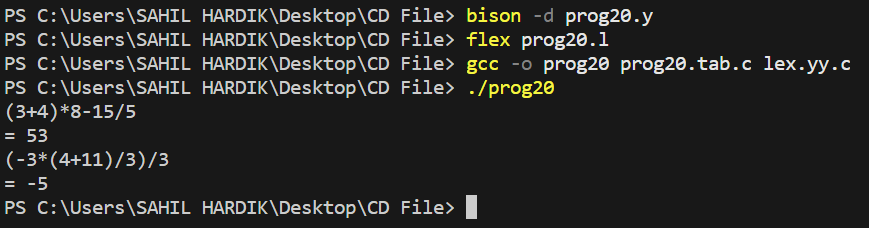 PS C:\Users\SAHIL HARDIK\Desktop\CD File> bison -d prog20.y
PS C:\Users\SAHIL HARDIK\Desktop\CD File> flex prog20.l
PS C:\Users\SAHIL HARDIK\Desktop\CD File> gcc -o prog20 prog20.tab.c lex.yy.c
PS C:\Users\SAHIL HARDIK\Desktop\CD File> ./prog20
(3+4)*8-15/5
= 53
(-3*(4+11)/3)/3
= -5
PS C:\Users\SAHIL HARDIK\Desktop\CD File>